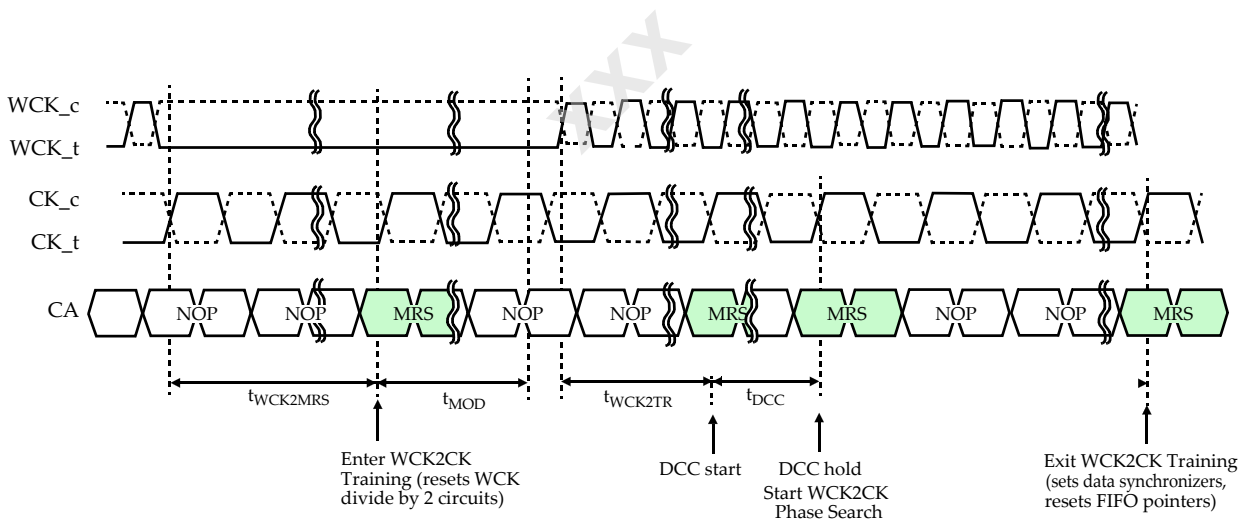 XXX
WCK_c
WCK_t
CK_c
CK_t
CA
NOP NOP MRS NOP NOP MRS MRS NOP NOP MRS
tWCK2MRS tMOD tWCK2TR tDCC
Enter WCK2CK
Training (resets WCK
divide by 2 circuits)
DCC start
DCC hold
Start WCK2CK
Phase Search
Exit WCK2CK Training
(sets data synchronizers,
resets FIFO pointers)